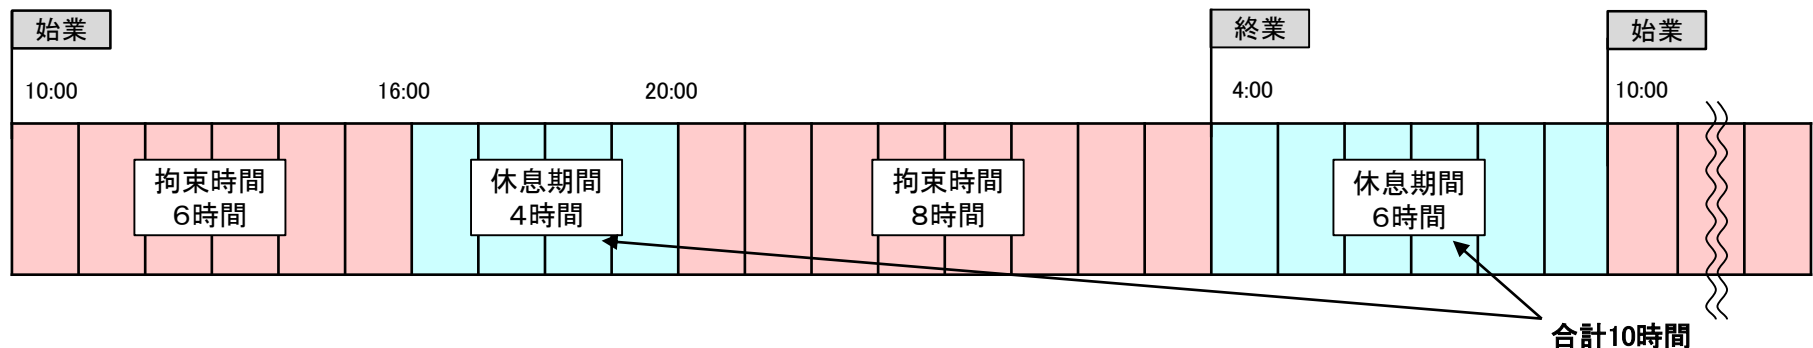 始業
終業
始業
10:00
16:00
20:00
4:00
10:00
拘束時間
6時間
休息期間
4時間
拘束時間
8時間
休息期間
6時間
合計10時間